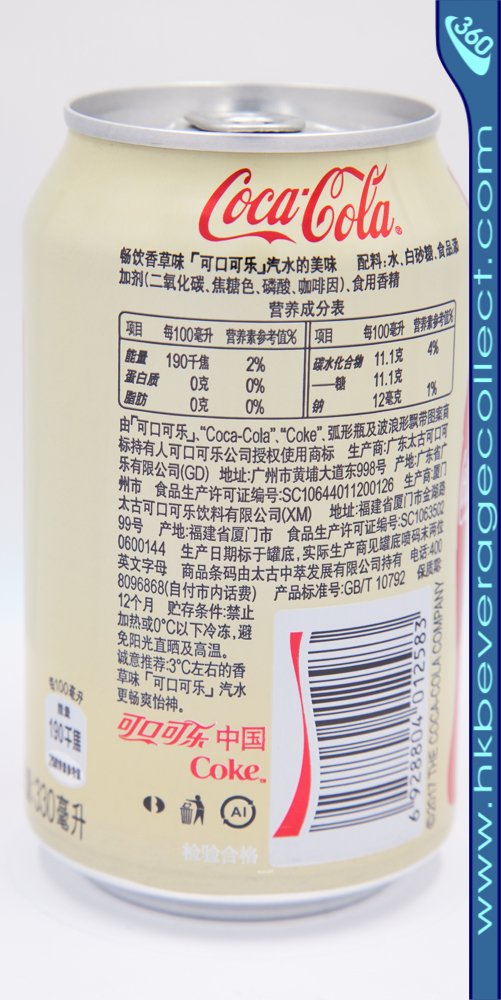 360
www.hkbeveragecollect.com
Coca-Cola®
畅饮香草味「可口可乐」汽水的美味 配料:水、白砂糖、食品添
加剂(二氧化碳、焦糖色、磷酸、咖啡因)、食用香精
营养成分表
项目 每100毫升 营养素参考值% 项目 每100毫升 营养素参考值%
能量 190千焦 2% 碳水化合物 11.1克 4%
蛋白质 0克 0% ——糖 11.1克
脂肪 0克 0% 钠 12毫克 1%
由「可口可乐」、“Coca-Cola”、“Coke”、弧形瓶及波浪形飘带图案商
标持有人可口可乐公司授权使用商标 生产商:广东太古可口可
乐有限公司(GD) 地址:广州市黄埔大道东998号 产地:广东省广
州市 食品生产许可证编号:SC10644011200126 生产商:厦门
太古可口可乐饮料有限公司(XM) 地址:福建省厦门市金湖路
99号 产地:福建省厦门市 食品生产许可证编号:SC1063502
0600144 生产日期标于罐底,实际生产商见罐底喷码末两位
英文字母 商品条码由太古中萃发展有限公司持有 电话:400
8096868(自付市内话费) 产品标准号:GB/T 10792 保质期:
12个月 贮存条件:禁止
加热或0°C以下冷冻,避
免阳光直晒及高温。
诚意推荐:3°C左右的香
草味「可口可乐」汽水
更畅爽怡神。
每100毫升
能量
190千焦
330毫升
可口可乐 中国
Coke™
Al
检验合格
6 928804 012583
©2017 THE COCA-COLA COMPANY